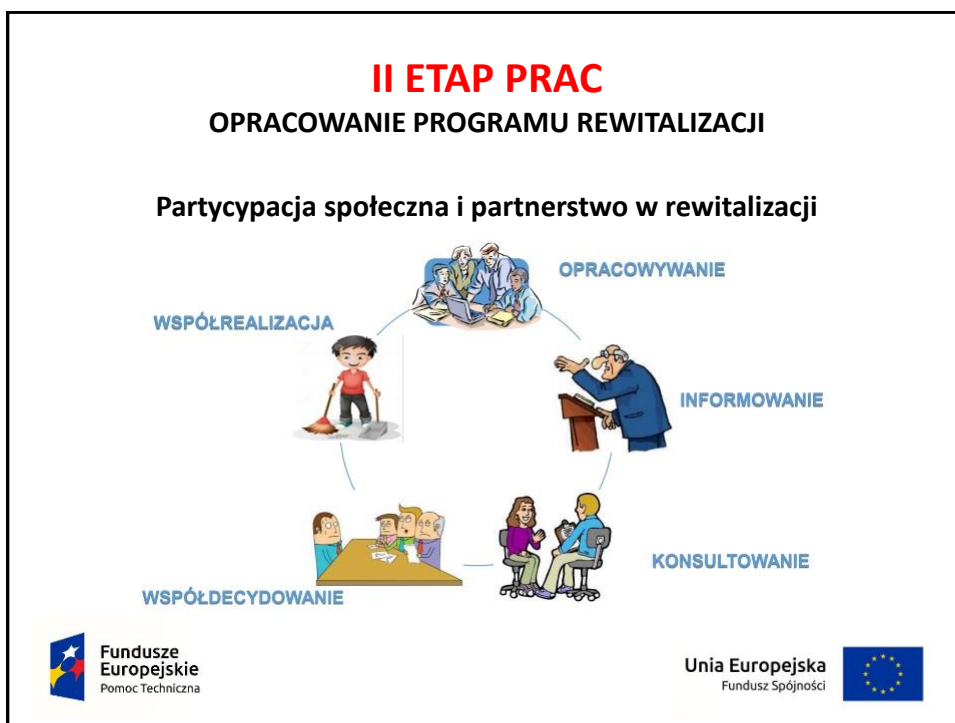 II ETAP PRAC
OPRACOWANIE PROGRAMU REWITALIZACJI
Partycypacja społeczna i partnerstwo w rewitalizacji
OPRACOWYWANIE
WSPÓŁREALIZACJA
INFORMOWANIE
KONSULTOWANIE
WSPÓŁDECYDOWANIE
Fundusze
Europejskie
Pomoc Techniczna
Unia Europejska
Fundusz Spójności